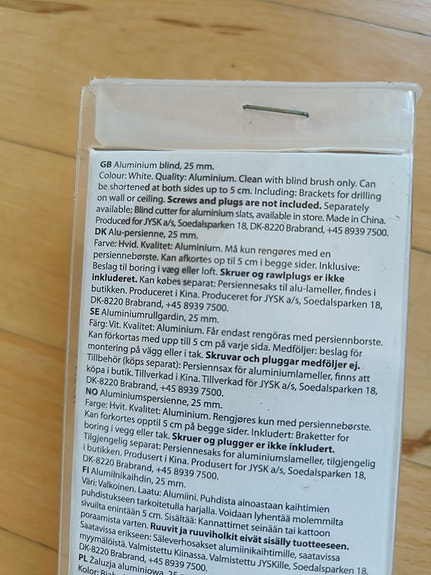 GB Aluminium blind, 25 mm.
Colour: White. Quality: Aluminium. Clean with blind brush only. Can
be shortened at both sides up to 5 cm. Including: Brackets for drilling
on wall or ceiling. Screws and plugs are not included. Separately
available: Blind cutter for aluminium slats, available in store. Made in China.
Produced for JYSK a/s, Soedalsparken 18, DK-8220 Brabrand, +45 8939 7500.
DK Alu-persienne, 25 mm.
Farve: Hvid. Kvalitet: Aluminium. Må kun rengøres med en
persiennebørste. Kan afkortes op til 5 cm i begge sider. Inklusive:
Beslag til boring i væg eller loft. Skruer og rawlplugs er ikke
inkluderet. Kan købes separat: Persiennesaks til alu-lameller, findes i
butikken. Produceret i Kina. Produceret for JYSK a/s, Soedalsparken 18,
DK-8220 Brabrand, +45 8939 7500.
SE Aluminiumrullgardin, 25 mm.
Färg: Vit. Kvalitet: Aluminium. Får endast rengöras med persiennborste.
Kan förkortas med upp till 5 cm på varje sida. Medföljer: beslag för
montering på vägg eller i tak. Skruvar och pluggar medföljer ej.
Tillbehör (köps separat): Persiennsax för aluminiumlameller, finns att
köpa i butik. Tillverkad i Kina. Tillverkad för JYSK a/s, Soedalsparken 18,
DK-8220 Brabrand, +45 8939 7500.
NO Aluminiumspersienne, 25 mm.
Farge: Hvit. Kvalitet: Aluminium. Rengjøres kun med persiennebørste.
Kan forkortes opptil 5 cm på begge sider. Inkludert: Braketter for
boring i vegg eller tak. Skruer og plugger er ikke inkludert.
Tilgjengelig separat: Persiennesaks for aluminiumslameller, tilgjengelig
i butikken. Produsert i Kina. Produsert for JYSK a/s, Soedalsparken 18,
DK-8220 Brabrand, +45 8939 7500.
FI Alumiinikaihdin, 25 mm.
Väri: Valkoinen. Laatu: Alumiini. Puhdista ainoastaan kaihtimien
puhdistukseen tarkoitetulla harjalla. Voidaan lyhentää molemmilta
sivuilta enintään 5 cm. Sisältää: Kannattimet seinään tai kattoon
poraamista varten. Ruuvit ja ruuviholkit eivät sisälly tuotteeseen.
Saatavissa erikseen: Säleverhosakset alumiinikaihtimille, saatavissa
myymälöistä. Valmistettu Kiinassa. Valmistettu JYSKille, Soedalsparken 18,
DK-8220 Brabrand, +45 8939 7500.
PL Żaluzja aluminiowa, 25 mm.
Kolor: